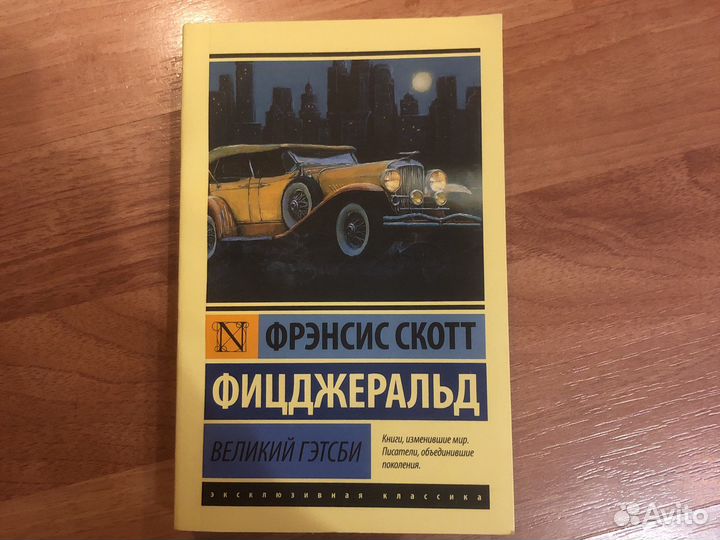 N
ФРЭНСИС СКОТТ
ФИЦДЖЕРАЛЬД
ВЕЛИКИЙ ГЭТСБИ
Книги, изменившие мир.
Писатели, объединившие
поколения.
эксклюзивная классика
Avito